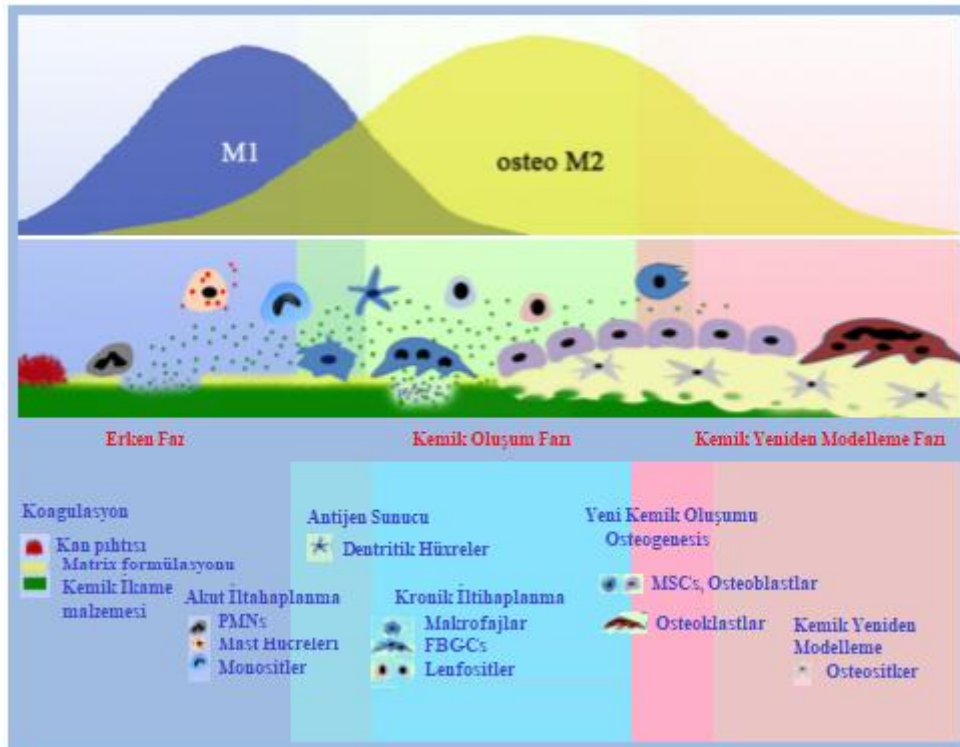 M1
osteo M2
Erken Faz
Kemik Oluşum Fazı
Kemik Yeniden Modelleme Fazı
Koagulasyon
Kan pıhtısı
Matrix formülasyonu
Kemik İkame
malzemesi
Akut İltahaplanma
PMNs
Mast Hücreleri
Monositler
Antijen Sunucu
Dentritik Hüxreler
Kronik İltihaplanma
Makrofajlar
FBGCs
Lenfositler
Yeni Kemik Oluşumu
Osteogenesis
MSCs, Osteoblastlar
Osteoklastlar
Kemik Yeniden
Modelleme
Osteositker